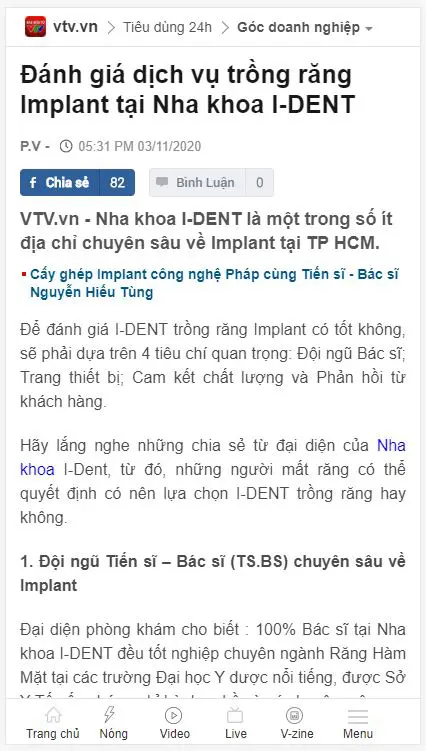 vtv.vn > Tiêu dùng 24h > Góc doanh nghiệp
Đánh giá dịch vụ trồng răng
Implant tại Nha khoa I-DENT
P.V - 05:31 PM 03/11/2020
f Chia sẻ 82 Bình Luận 0
VTV.vn - Nha khoa I-DENT là một trong số ít
địa chỉ chuyên sâu về Implant tại TP HCM.
Cấy ghép Implant công nghệ Pháp cùng Tiến sĩ - Bác sĩ
Nguyễn Hiếu Tùng
Để đánh giá I-DENT trồng răng Implant có tốt không,
sẽ phải dựa trên 4 tiêu chí quan trọng: Đội ngũ Bác sĩ;
Trang thiết bị; Cam kết chất lượng và Phản hồi từ
khách hàng.
Hãy lắng nghe những chia sẻ từ đại diện của Nha
khoa I-Dent, từ đó, những người mất răng có thể
quyết định có nên lựa chọn I-DENT trồng răng hay
không.
1. Đội ngũ Tiến sĩ – Bác sĩ (TS.BS) chuyên sâu về
Implant
Đại diện phòng khám cho biết : 100% Bác sĩ tại Nha
khoa I-DENT đều tốt nghiệp chuyên ngành Răng Hàm
Mặt tại các trường Đại học Y dược nổi tiếng, được Sở
Trang chủ Nóng Video Live V-zine Menu